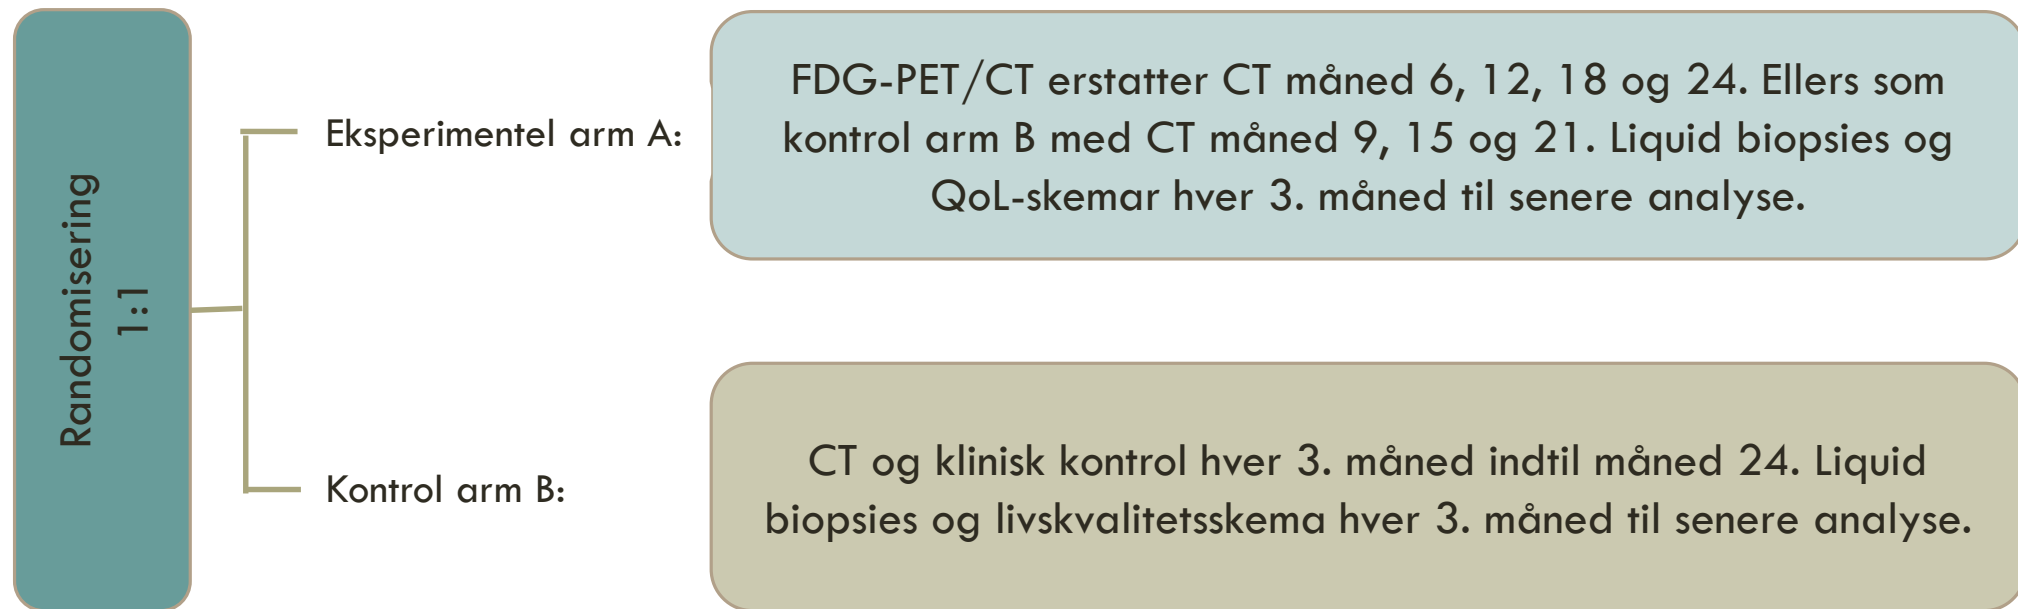 Randomisering
1:1
Eksperimentel arm A:
FDG-PET/CT erstatter CT måned 6, 12, 18 og 24. Ellers som
kontrol arm B med CT måned 9, 15 og 21. Liquid biopsies og
QoL-skemar hver 3. måned til senere analyse.
Kontrol arm B:
CT og klinisk kontrol hver 3. måned indtil måned 24. Liquid
biopsies og livskvalitetsskema hver 3. måned til senere analyse.